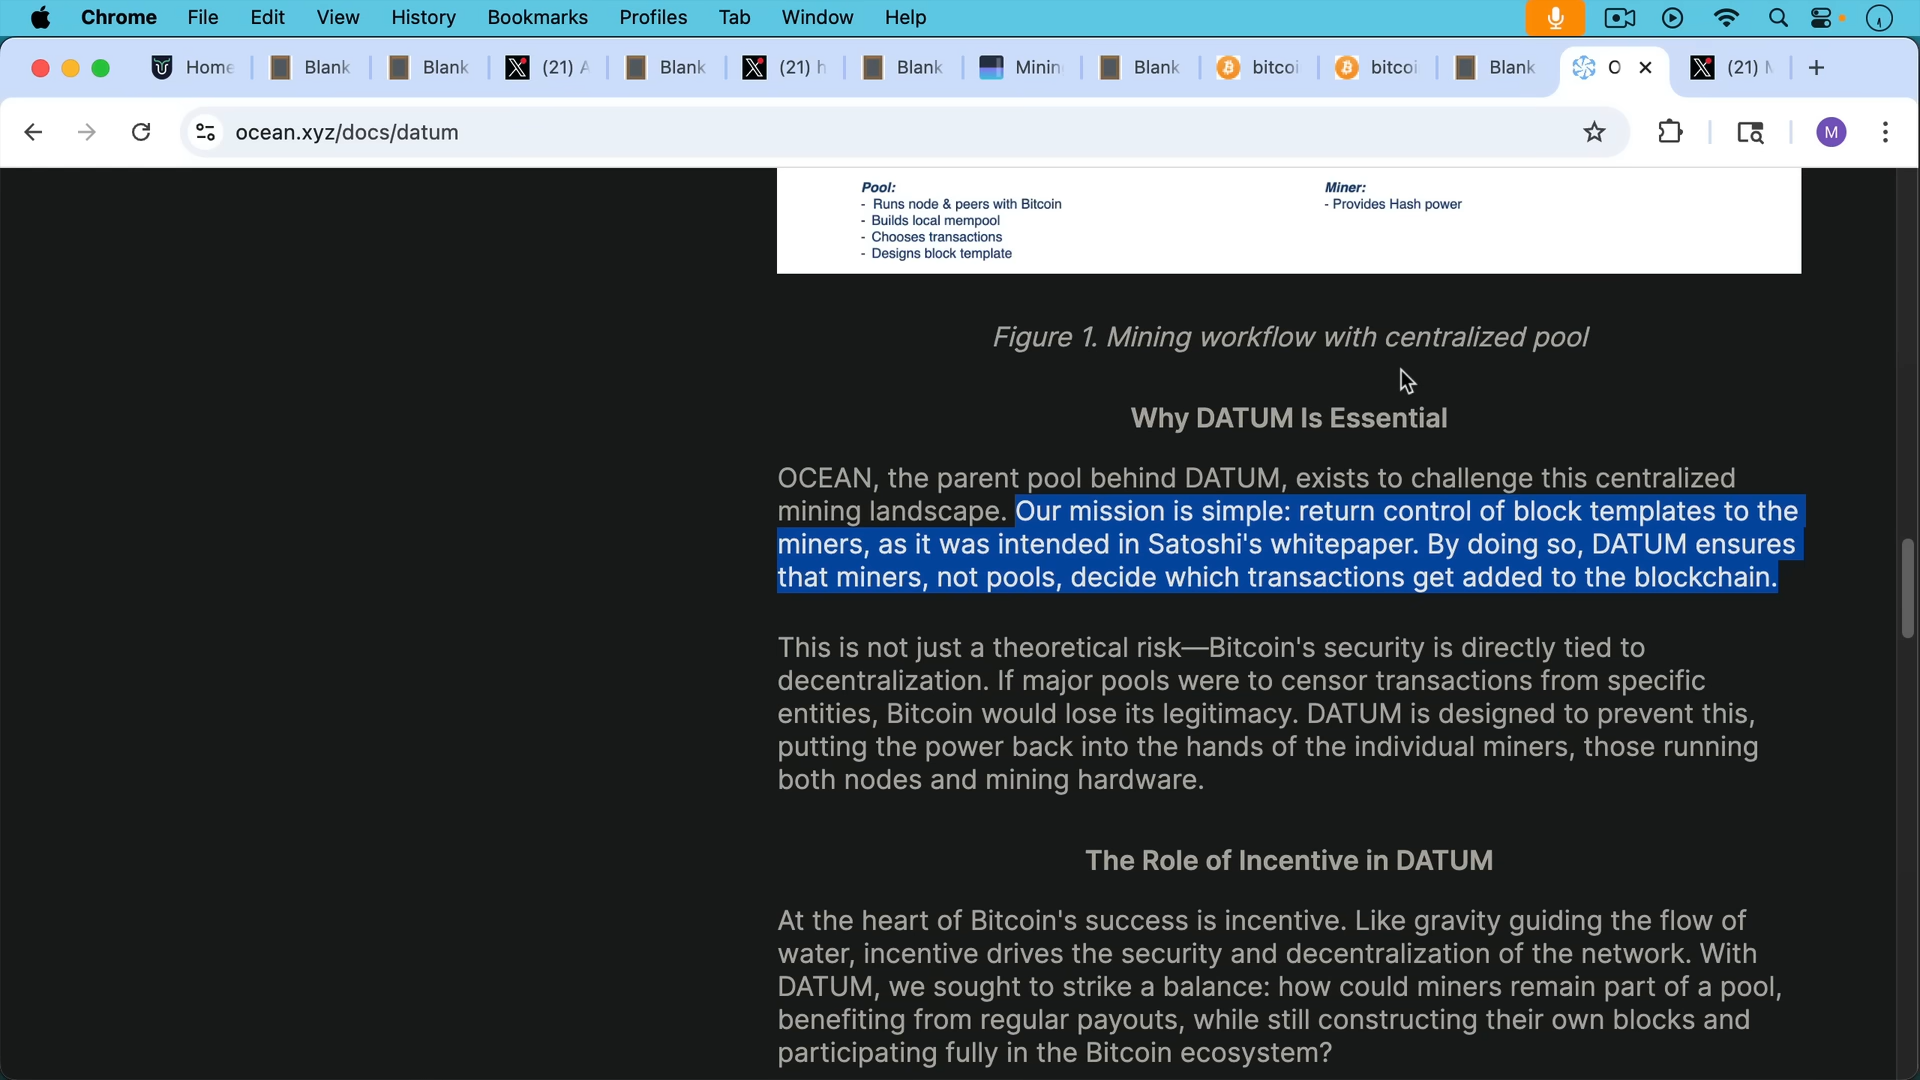 Chrome File Edit View History Bookmarks Profiles Tab Window Help
Home Blank Blank (21) A Blank (21) h Blank Minin Blank bitcoi bitcoi Blank O (21)
ocean.xyz/docs/datum M
Pool:
- Runs node & peers with Bitcoin
- Builds local mempool
- Chooses transactions
- Designs block template
Miner:
- Provides Hash power
Figure 1. Mining workflow with centralized pool
Why DATUM Is Essential
OCEAN, the parent pool behind DATUM, exists to challenge this centralized
mining landscape. Our mission is simple: return control of block templates to the
miners, as it was intended in Satoshi's whitepaper. By doing so, DATUM ensures
that miners, not pools, decide which transactions get added to the blockchain.
This is not just a theoretical risk—Bitcoin's security is directly tied to
decentralization. If major pools were to censor transactions from specific
entities, Bitcoin would lose its legitimacy. DATUM is designed to prevent this,
putting the power back into the hands of the individual miners, those running
both nodes and mining hardware.
The Role of Incentive in DATUM
At the heart of Bitcoin's success is incentive. Like gravity guiding the flow of
water, incentive drives the security and decentralization of the network. With
DATUM, we sought to strike a balance: how could miners remain part of a pool,
benefiting from regular payouts, while still constructing their own blocks and
participating fully in the Bitcoin ecosystem?